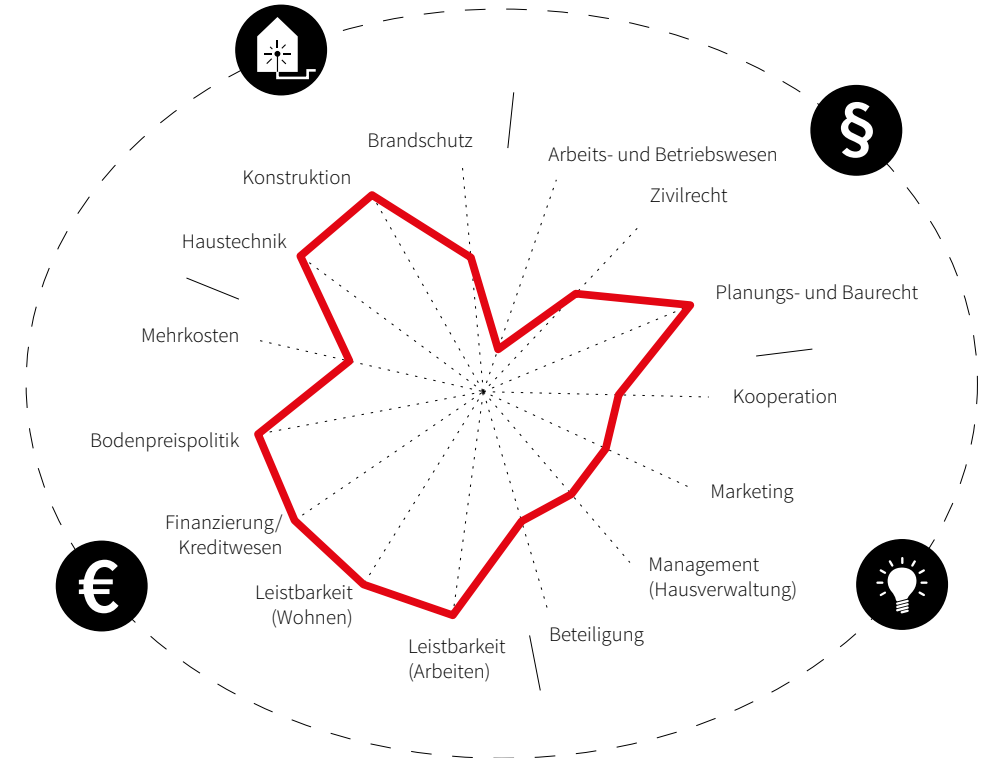 Brandschutz
Arbeits- und Betriebswesen
Konstruktion
Zivilrecht
Haustechnik
Planungs- und Baurecht
Mehrkosten
Kooperation
Bodenpreispolitik
Marketing
Finanzierung/
Kreditwesen
Management
(Hausverwaltung)
Leistbarkeit
(Wohnen)
Beteiligung
Leistbarkeit
(Arbeiten)
§
€